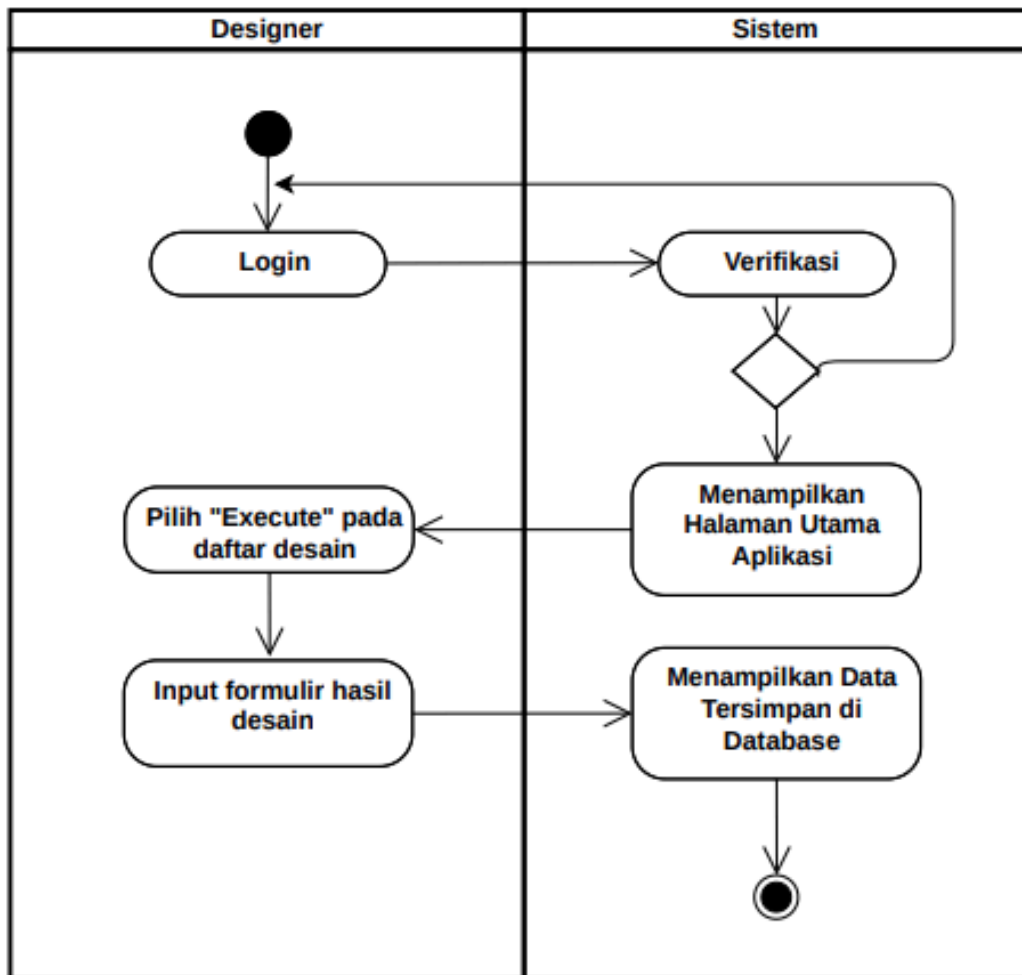 Designer
Sistem
Login
Verifikasi
Menampilkan
Halaman Utama
Aplikasi
Pilih "Execute" pada
daftar desain
Input formulir hasil
desain
Menampilkan Data
Tersimpan di
Database